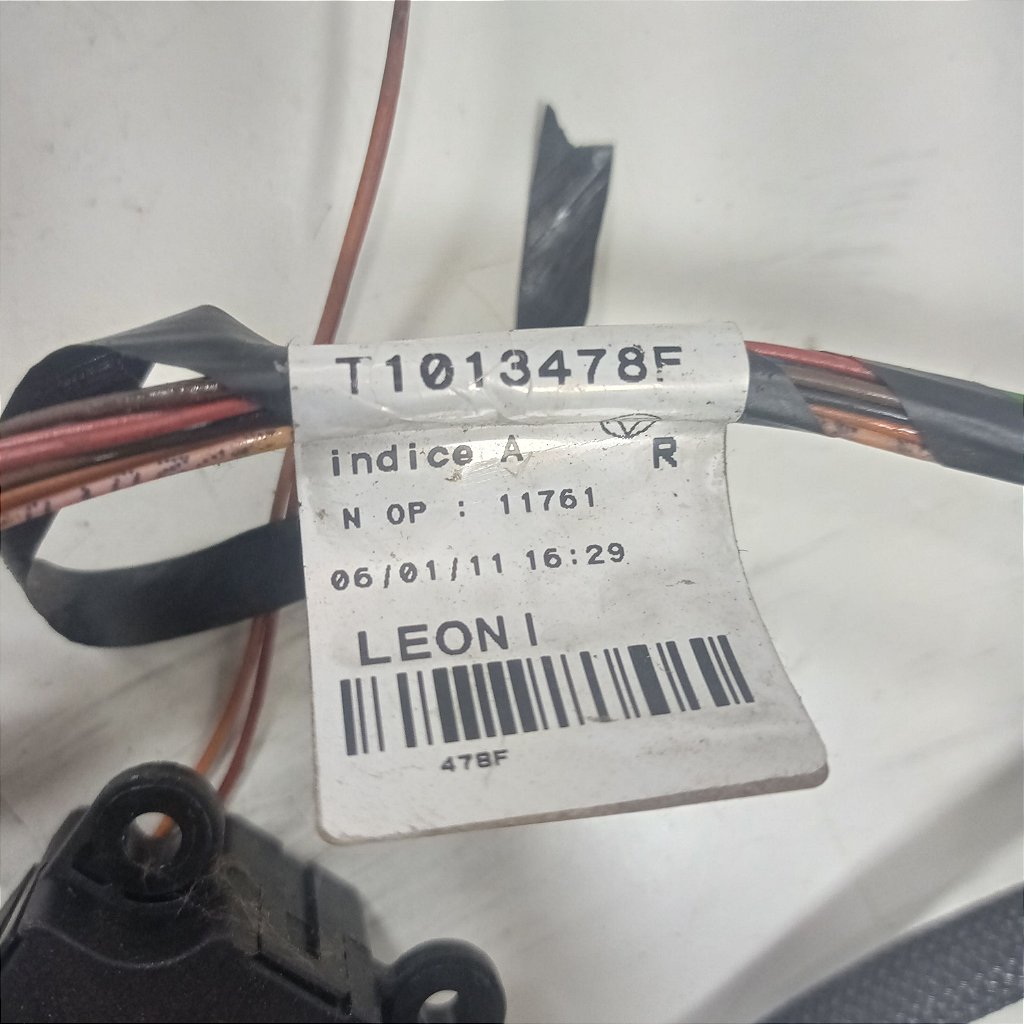 T1013478F
indice A R
N OP : 11761
06/01/11 16:29
LEONI
478F